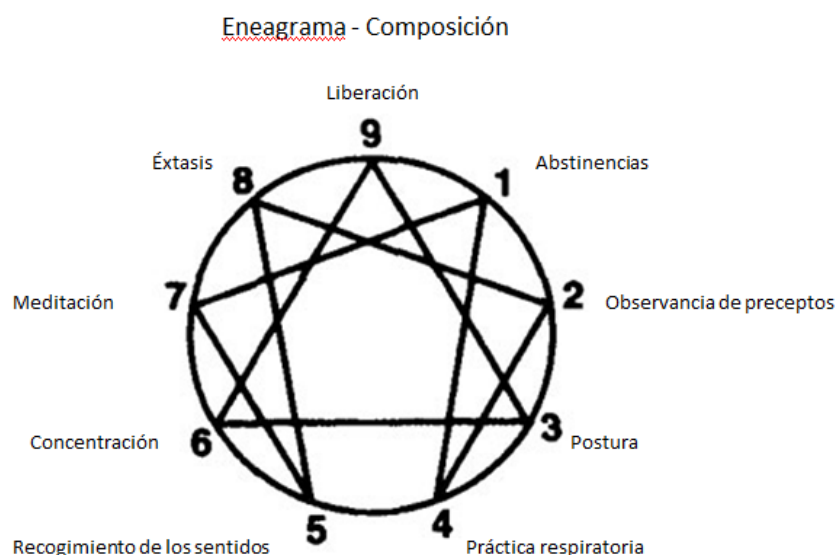 Eneagrama - Composición
Liberación
9
Éxtasis
8
1
Abstinencias
Meditación
7
2
Observancia de preceptos
Concentración
6
3
Postura
Recogimiento de los sentidos
5
4
Práctica respiratoria